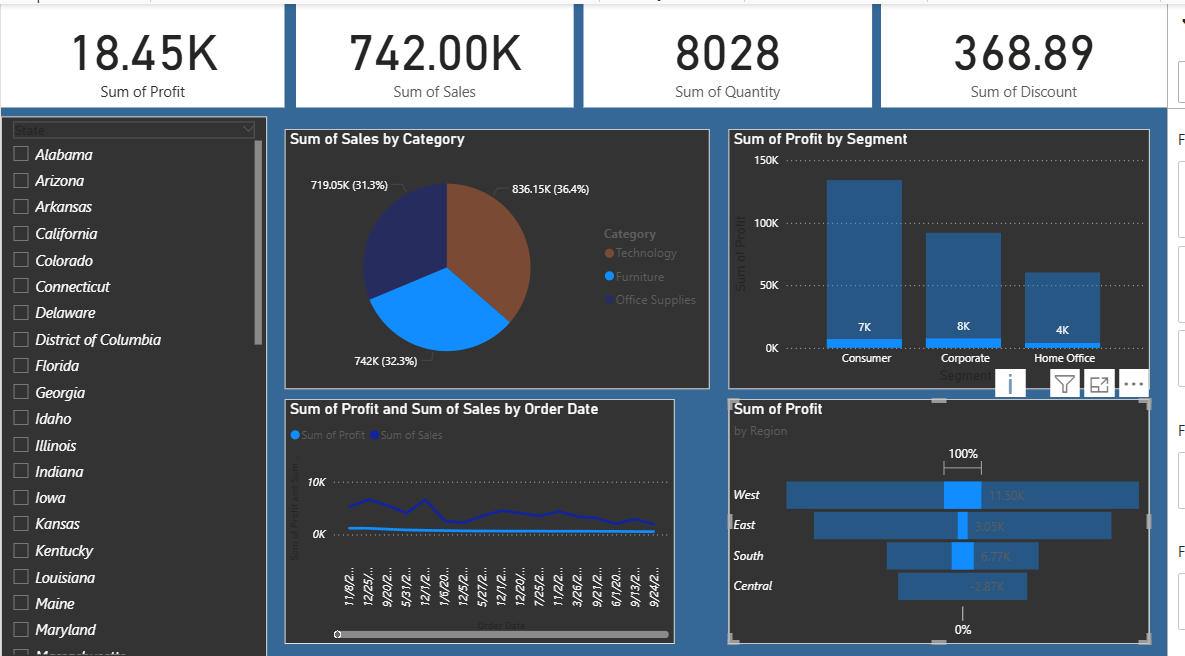 18.45K
Sum of Profit
742.00K
Sum of Sales
8028
Sum of Quantity
368.89
Sum of Discount
State
Alabama
Arizona
Arkansas
California
Colorado
Connecticut
Delaware
District of Columbia
Florida
Georgia
Idaho
Illinois
Indiana
Iowa
Kansas
Kentucky
Louisiana
Maine
Maryland
Sum of Sales by Category
719.05K (31.3%)
836.15K (36.4%)
742K (32.3%)
Category
Technology
Furniture
Office Supplies
Sum of Profit by Segment
Sum of Profit
150K
100K
50K
0K
7K
8K
4K
Consumer
Corporate
Home Office
Segment
Sum of Profit and Sum of Sales by Order Date
Sum of Profit
Sum of Sales
Sum of Profit and Sum ...
10K
0K
11/8/2...
12/25/...
9/20/2...
5/31/2...
12/1/2...
1/6/20...
12/5/2...
5/27/2...
12/1/2...
12/20/...
7/25/2...
11/2/2...
3/26/2...
9/21/2...
6/1/20...
9/13/2...
9/24/2...
Order Date
Sum of Profit
by Region
100%
West
11.50K
East
3.05K
South
6.77K
Central
-2.87K
0%